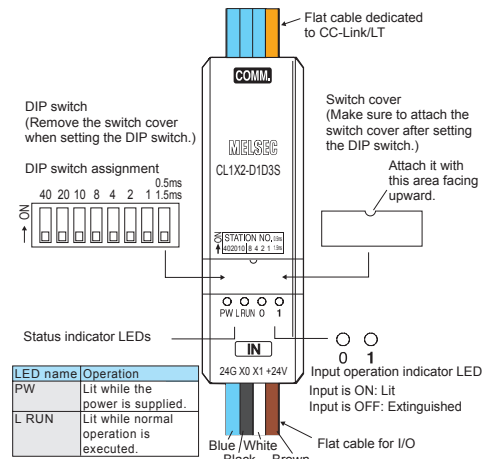 Flat cable dedicated
to CC-Link/LT
COMM.
DIP switch
(Remove the switch cover
when setting the DIP switch.)
Switch cover
(Make sure to attach the
switch cover after setting
the DIP switch.)
MELSEC
CL1X2-D1D3S
Attach it with
this area facing
upward.
DIP switch assignment
0.5ms
40 20 10 8 4 2 1 1.5ms
ON
ON
STATION NO. 0.5ms
402010 8 4 2 1 1.5ms
PW L RUN 0 1
Status indicator LEDs
IN
0 1
Input operation indicator LED
24G X0 X1 +24V
Input is ON: Lit
Input is OFF: Extinguished
LED name Operation
PW Lit while the
power is supplied.
L RUN Lit while normal
operation is
executed.
Blue White
Black Brown
Flat cable for I/O